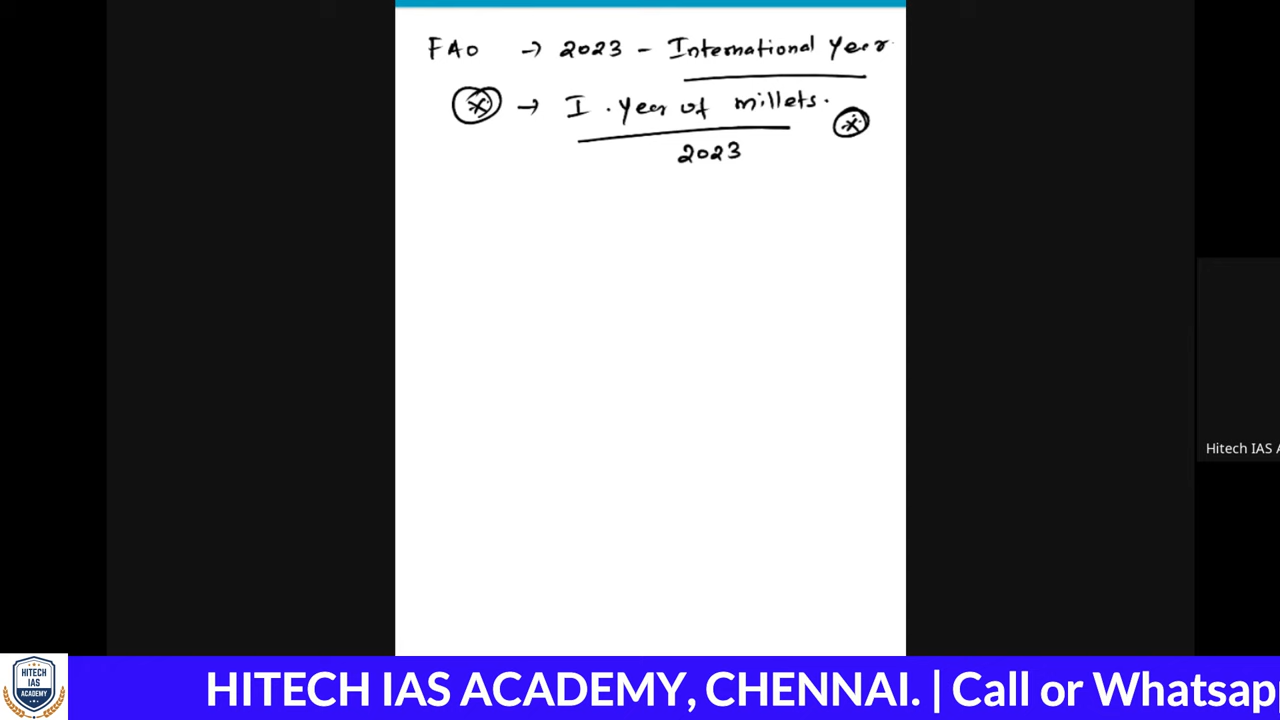 FAO → 2023 - International Year
→ I. Year of millets.
2023
Hitech IAS A
HITECH IAS ACADEMY
HITECH IAS ACADEMY, CHENNAI. | Call or Whatsapp